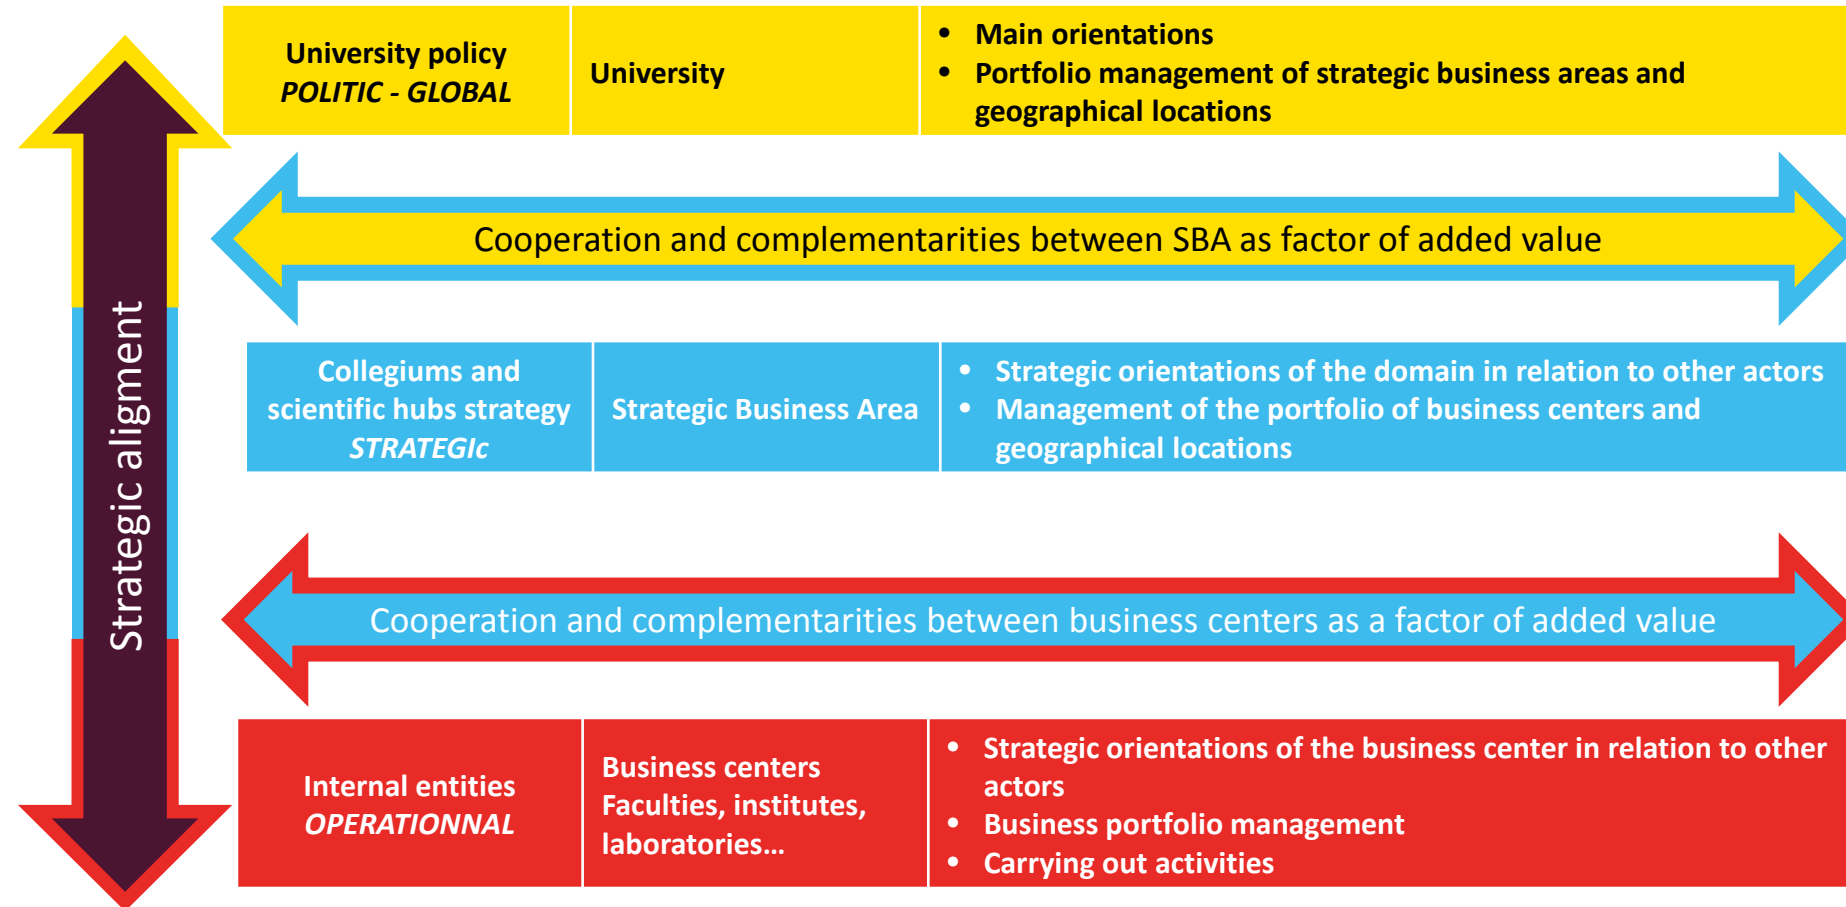 University policy
POLITIC - GLOBAL
University
• Main orientations
• Portfolio management of strategic business areas and
geographical locations
Cooperation and complementarities between SBA as factor of added value
Strategic aligment
Collegiums and
scientific hubs strategy
STRATEGIc
Strategic Business Area
• Strategic orientations of the domain in relation to other actors
• Management of the portfolio of business centers and
geographical locations
Cooperation and complementarities between business centers as a factor of added value
Internal entities
OPERATIONNAL
Business centers
Faculties, institutes,
laboratories…
• Strategic orientations of the business center in relation to other
actors
• Business portfolio management
• Carrying out activities